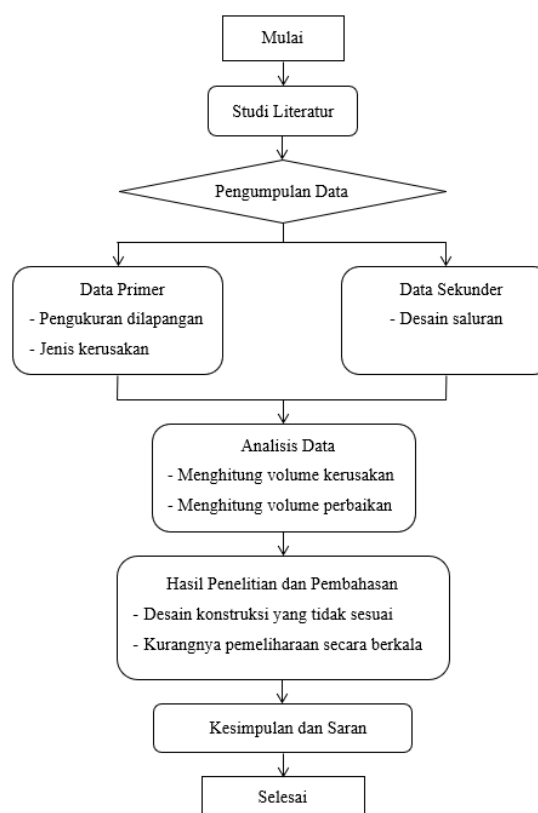 Mulai
Studi Literatur
Pengumpulan Data
Data Primer
- Pengukuran dilapangan
- Jenis kerusakan
Data Sekunder
- Desain saluran
Analisis Data
- Menghitung volume kerusakan
- Menghitung volume perbaikan
Hasil Penelitian dan Pembahasan
- Desain konstruksi yang tidak sesuai
- Kurangnya pemeliharaan secara berkala
Kesimpulan dan Saran
Selesai